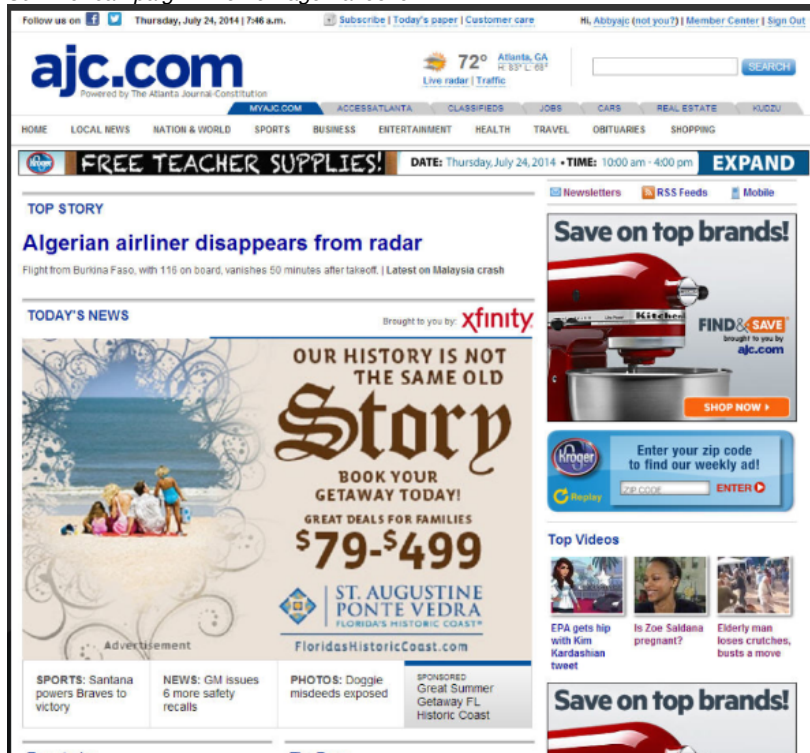 Follow us on
Thursday, July 24, 2014 | 7:46 a.m.
Subscribe | Today's paper | Customer care
Hi, Abbyajc (not you?) | Member Center | Sign Out
ajc.com
Powered by The Atlanta Journal-Constitution
72° Atlanta, GA
Live radar | Traffic
SEARCH
MYAJC.COM ACCESSATLANTA CLASSIFIEDS JOBS CARS REAL ESTATE KUDZU
HOME LOCAL NEWS NATION & WORLD SPORTS BUSINESS ENTERTAINMENT HEALTH TRAVEL OBITUARIES SHOPPING
Kroger FREE TEACHER SUPPLIES! DATE: Thursday, July 24, 2014 • TIME: 10:00 am - 4:00 pm EXPAND
Newsletters RSS Feeds Mobile
TOP STORY
Algerian airliner disappears from radar
Flight from Burkina Faso, with 116 on board, vanishes 50 minutes after takeoff. | Latest on Malaysia crash
TODAY'S NEWS
Brought to you by: xfinity
OUR HISTORY IS NOT
THE SAME OLD
Story
BOOK YOUR
GETAWAY TODAY!
GREAT DEALS FOR FAMILIES
$79-$499
ST. AUGUSTINE
PONTE VEDRA
FLORIDA'S HISTORIC COAST
Advertisement
FloridasHistoricCoast.com
SPORTS: Santana
powers Braves to
victory
NEWS: GM issues
6 more safety
recalls
PHOTOS: Doggie
misdeeds exposed
SPONSORED
Great Summer
Getaway FL
Historic Coast
Save on top brands!
FIND & SAVE
brought to you by
ajc.com
SHOP NOW
Kroger
Enter your zip code
to find our weekly ad!
Replay
ZIP CODE
ENTER
Top Videos
EPA gets hip
with Kim
Kardashian
tweet
Is Zoe Saldana
pregnant?
Elderly man
loses crutches,
busts a move
Save on top brands!